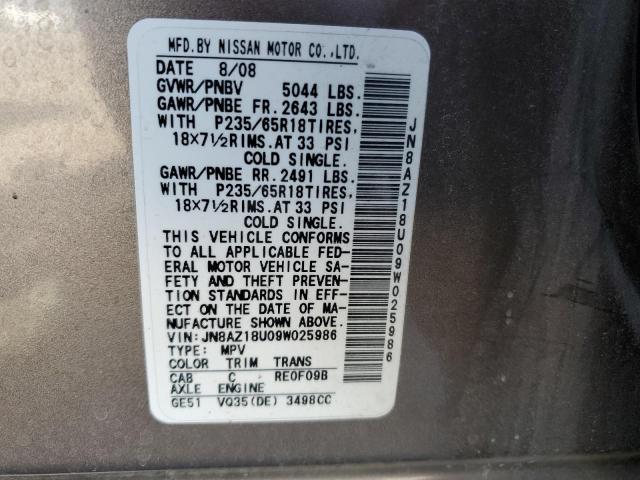 MFD.BY NISSAN MOTOR CO.,LTD.
DATE 8/08
GVWR/PNBV 5044 LBS.
GAWR/PNBE FR. 2643 LBS.
WITH P235/65R18TIRES,
18X7½RIMS.AT 33 PSI
COLD SINGLE.
GAWR/PNBE RR. 2491 LBS.
WITH P235/65R18TIRES,
18X7½RIMS.AT 33 PSI
COLD SINGLE.
THIS VEHICLE CONFORMS
TO ALL APPLICABLE FED-
ERAL MOTOR VEHICLE SA-
FETY AND THEFT PREVEN-
TION STANDARDS IN EFF-
ECT ON THE DATE OF MA-
NUFACTURE SHOWN ABOVE.
VIN:JN8AZ18U09W025986
TYPE: MPV
COLOR TRIM TRANS
CAB C RE0F09B
AXLE ENGINE
GE51 VQ35(DE) 3498CC
JN8AZ18U09W025986